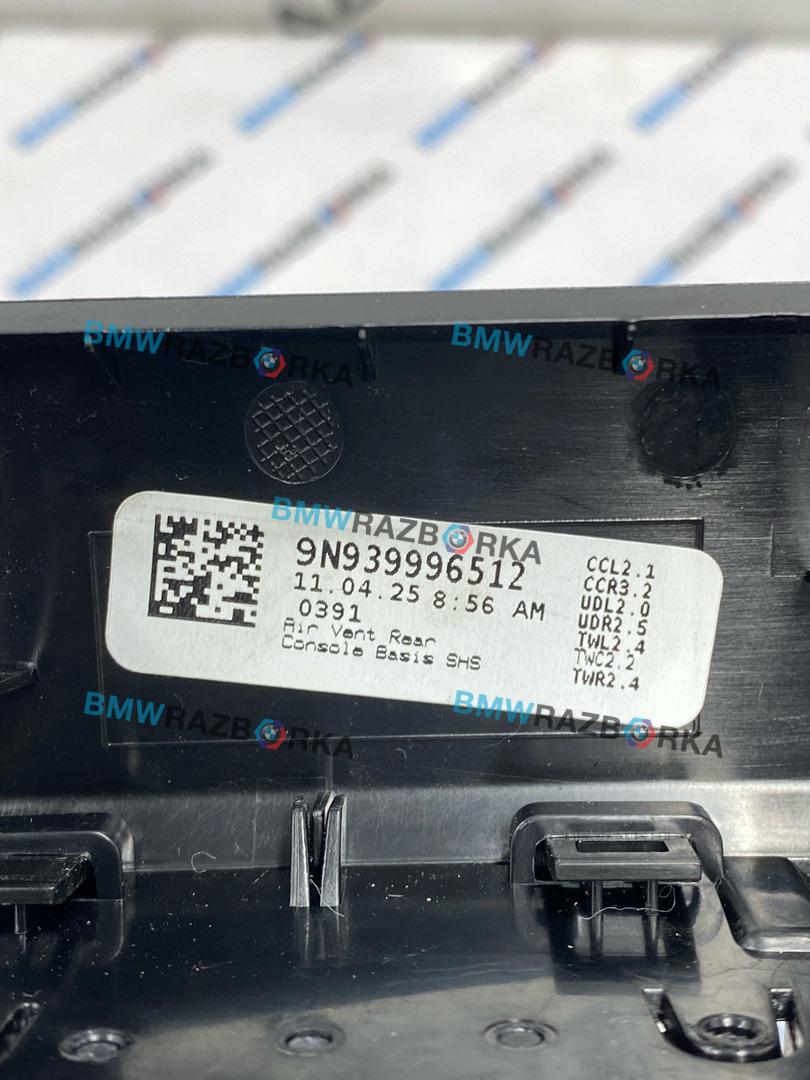 BMWRAZBORKA
BMWRAZBORKA
BMWRAZBORKA
9N939996512
11.04.25 8:56 AM
0391
Air Vent Rear
Console Basis SHS
CCL2.1
CCR3.2
UDL2.0
UDR2.5
TWL2.4
TWC2.2
TWR2.4
BMWRAZBORKA
BMWRAZBORKA